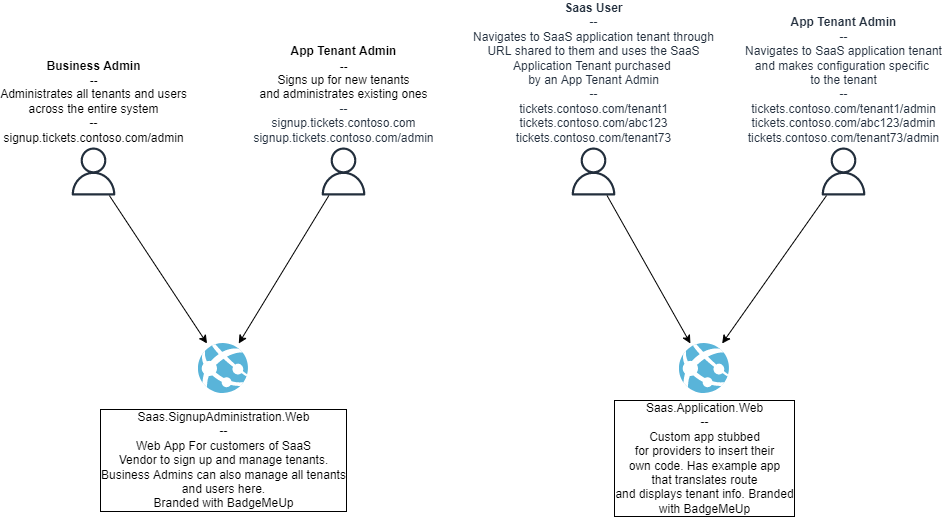 Business Admin
--
Administrates all tenants and users
across the entire system
--
signup.tickets.contoso.com/admin
App Tenant Admin
--
Signs up for new tenants
and administrates existing ones
--
signup.tickets.contoso.com
signup.tickets.contoso.com/admin
Saas User
--
Navigates to SaaS application tenant through
URL shared to them and uses the SaaS
Application Tenant purchased
by an App Tenant Admin
--
tickets.contoso.com/tenant1
tickets.contoso.com/abc123
tickets.contoso.com/tenant73
App Tenant Admin
--
Navigates to SaaS application tenant
and makes configuration specific
to the tenant
--
tickets.contoso.com/tenant1/admin
tickets.contoso.com/abc123/admin
tickets.contoso.com/tenant73/admin
Saas.SignupAdministration.Web
--
Web App For customers of SaaS
Vendor to sign up and manage tenants.
Business Admins can also manage all tenants
and users here.
Branded with BadgeMeUp
Saas.Application.Web
--
Custom app stubbed
for providers to insert their
own code. Has example app
that translates route
and displays tenant info. Branded
with BadgeMeUp